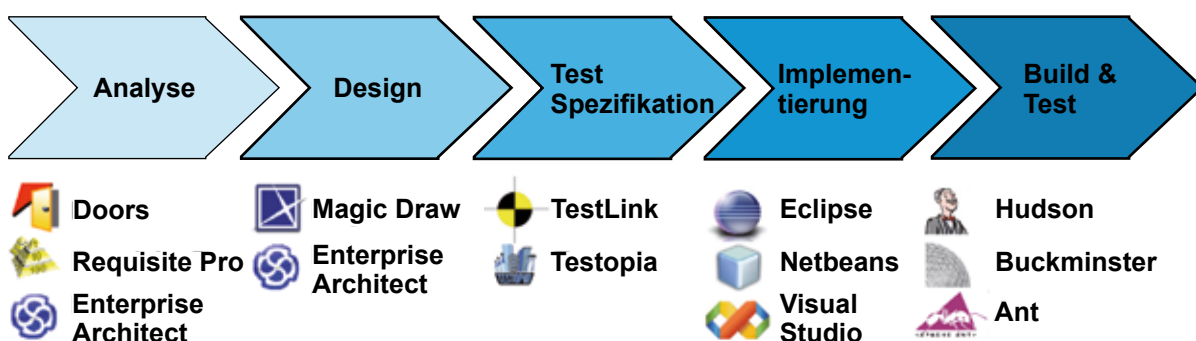 Analyse
Design
Test
Spezifikation
Implemen-
tierung
Build &
Test
Doors
Requisite Pro
Enterprise
Architect
Magic Draw
Enterprise
Architect
TestLink
Testopia
Eclipse
Netbeans
Visual
Studio
Hudson
Buckminster
Ant